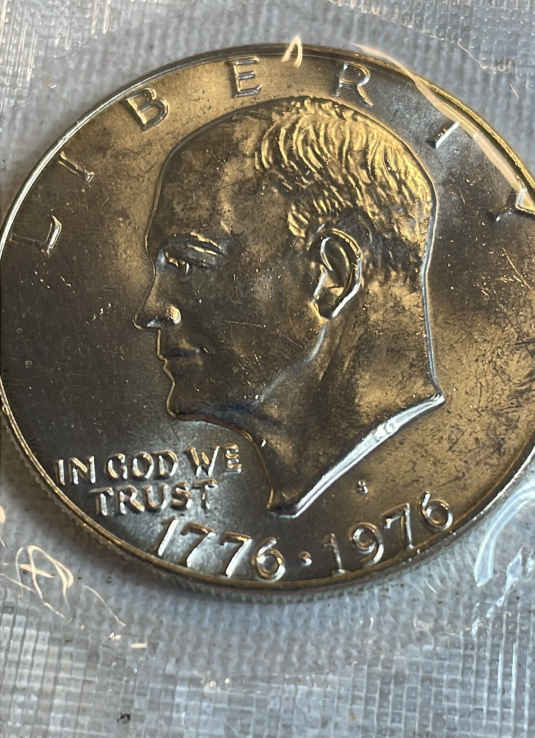 LIBERTY
IN GOD WE
TRUST
S
1776·1976